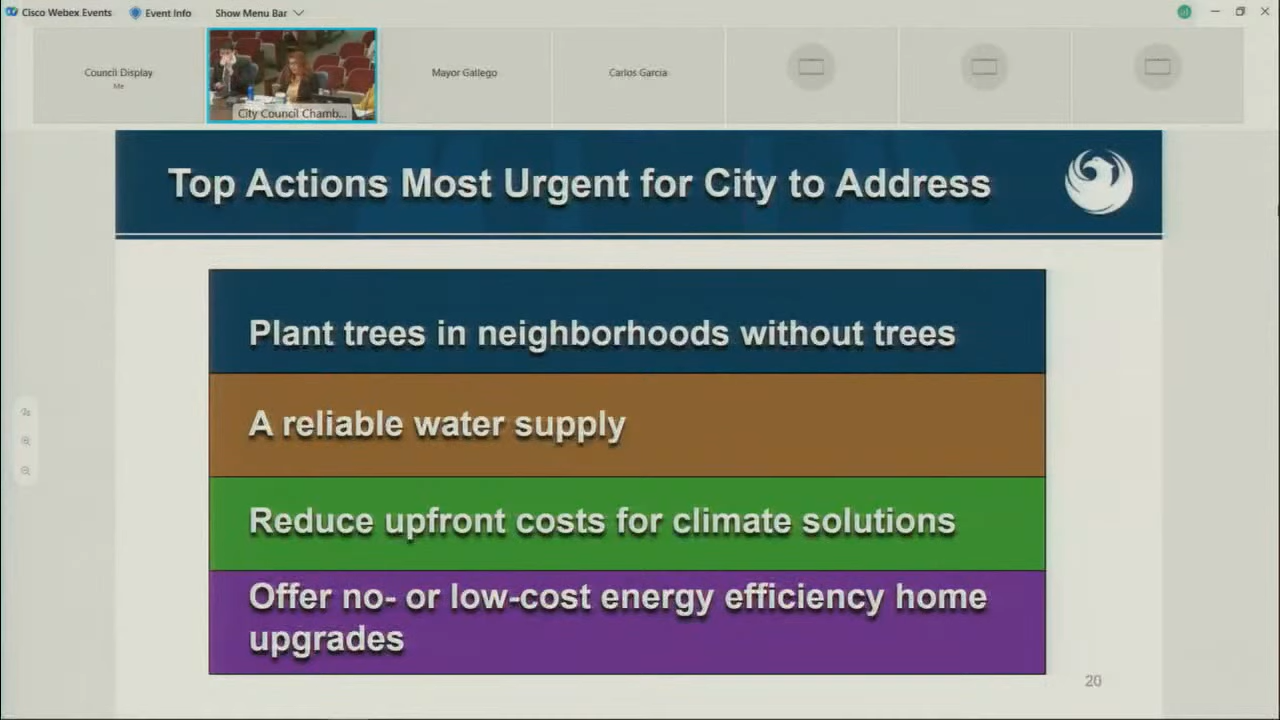 Cisco Webex Events
Event Info
Show Menu Bar
Council Display
Me
City Council Chamb...
Mayor Gallego
Carlos Garcia
Top Actions Most Urgent for City to Address
Plant trees in neighborhoods without trees
A reliable water supply
Reduce upfront costs for climate solutions
Offer no- or low-cost energy efficiency home
upgrades
20